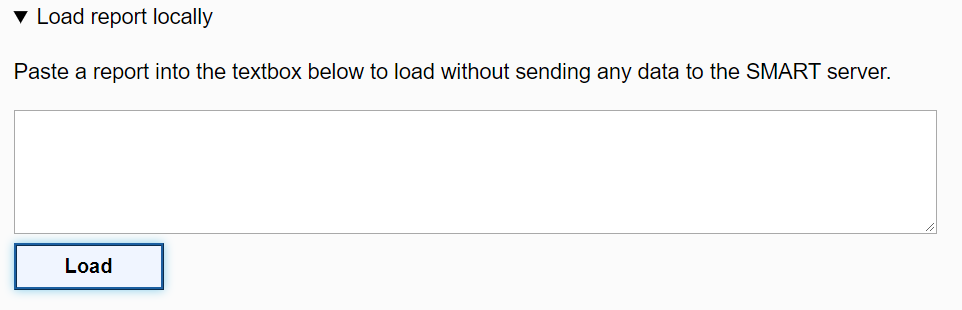 ▼ Load report locally
Paste a report into the textbox below to load without sending any data to the SMART server.
Load